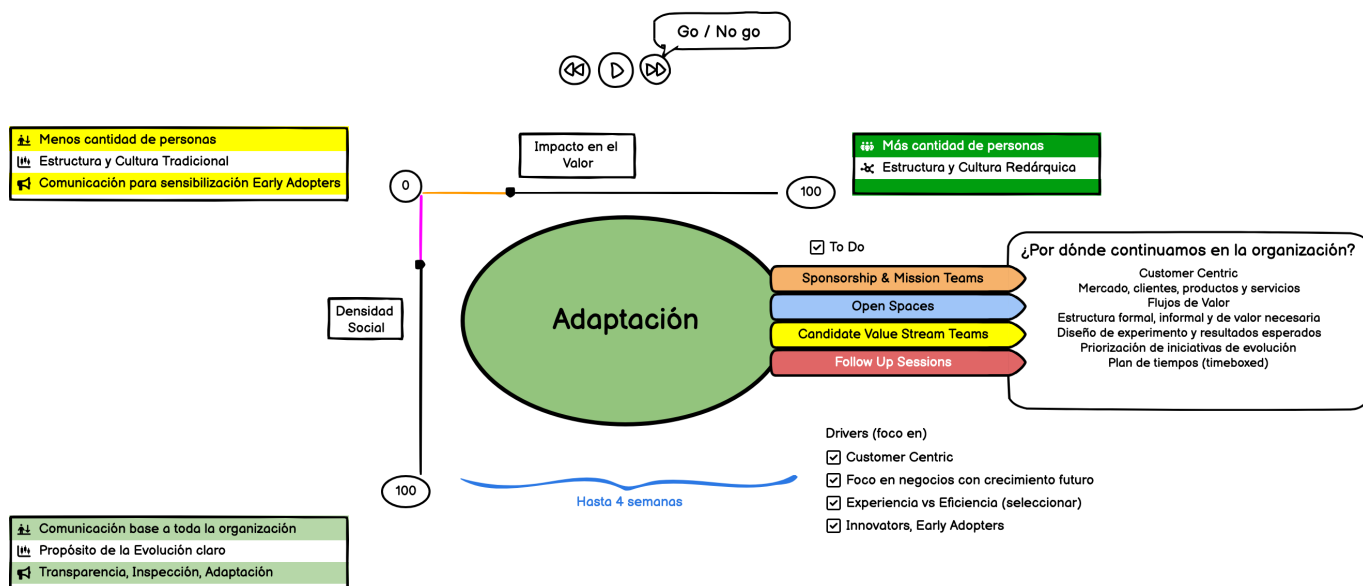 Go / No go
Menos cantidad de personas
Estructura y Cultura Tradicional
Comunicación para sensibilización Early Adopters
Impacto en el
Valor
Más cantidad de personas
Estructura y Cultura Redárquica
0
100
To Do
¿Por dónde continuamos en la organización?
Customer Centric
Mercado, clientes, productos y servicios
Flujos de Valor
Estructura formal, informal y de valor necesaria
Diseño de experimento y resultados esperados
Priorización de iniciativas de evolución
Plan de tiempos (timeboxed)
Sponsorship & Mission Teams
Open Spaces
Candidate Value Stream Teams
Follow Up Sessions
Densidad
Social
Adaptación
Drivers (foco en)
Customer Centric
Foco en negocios con crecimiento futuro
Experiencia vs Eficiencia (seleccionar)
Innovators, Early Adopters
100
Hasta 4 semanas
Comunicación base a toda la organización
Propósito de la Evolución claro
Transparencia, Inspección, Adaptación